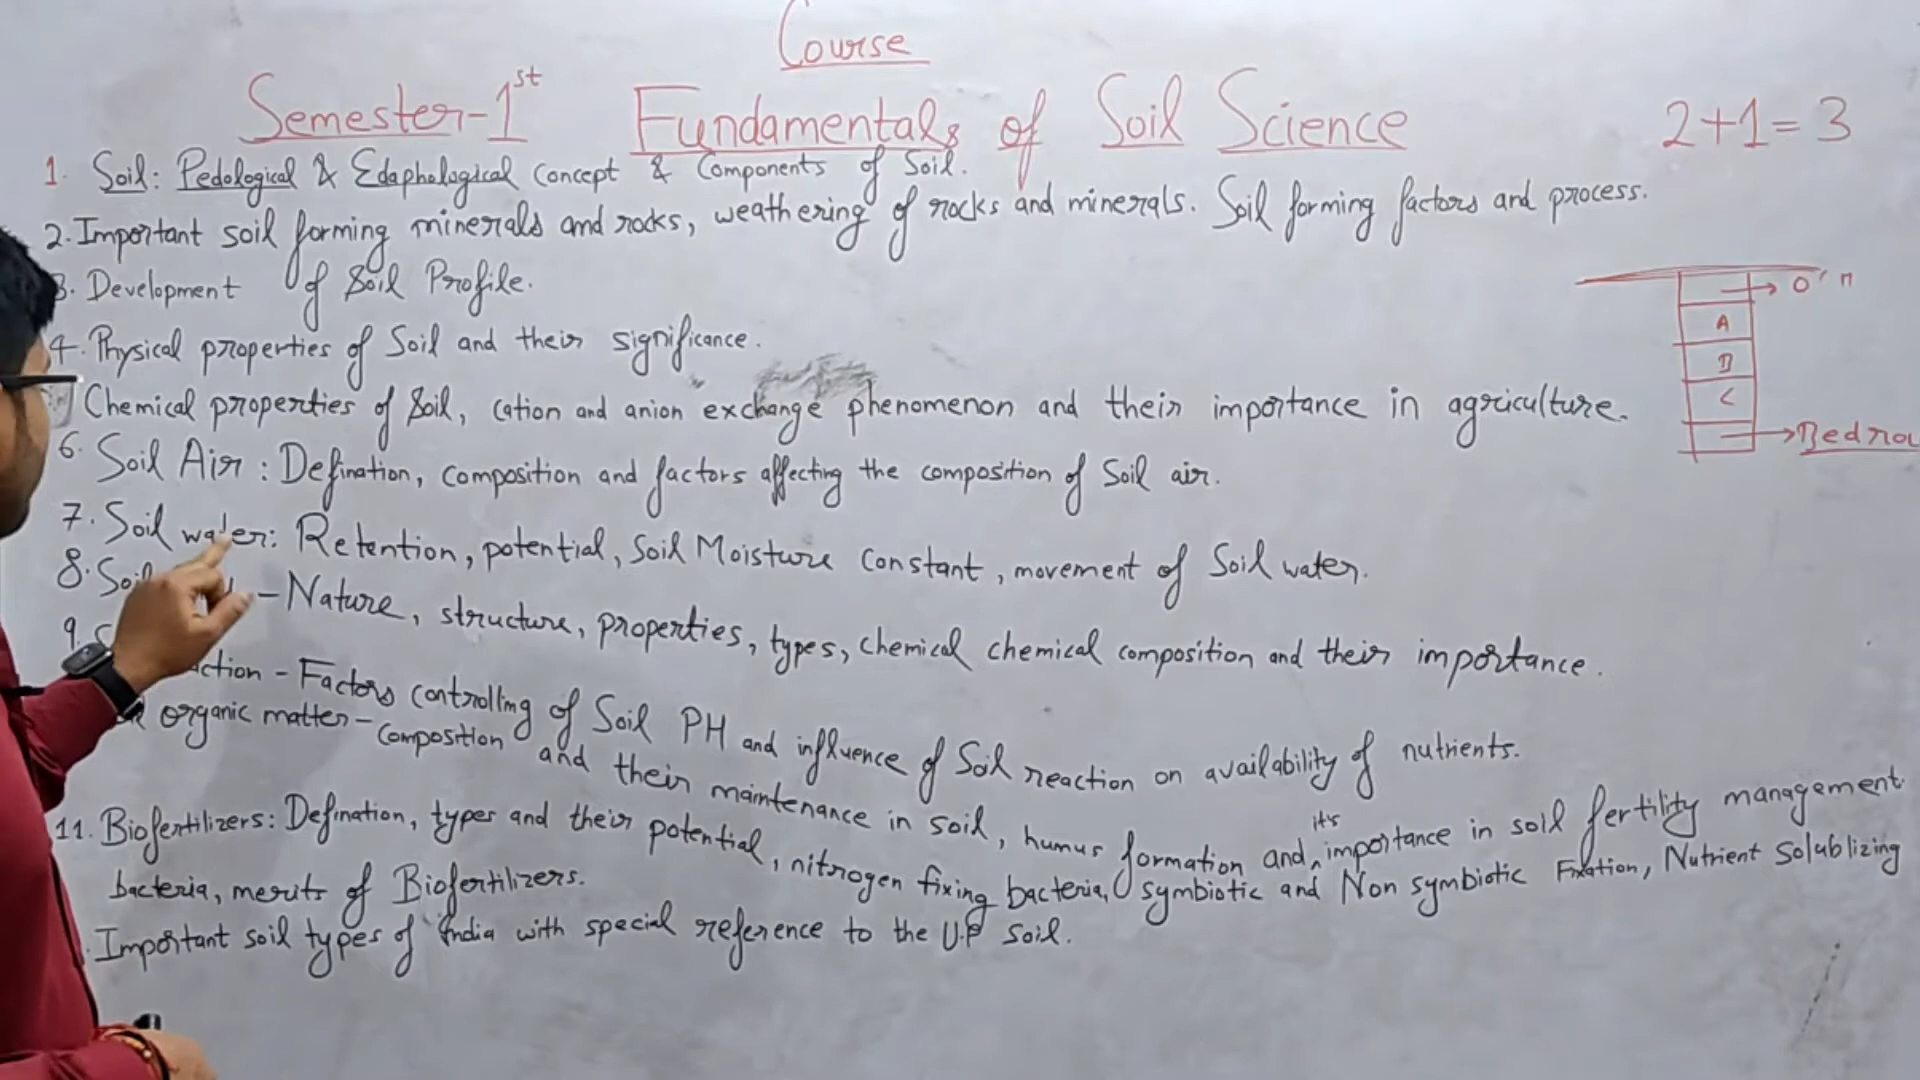 Course
Semester-1st Fundamentals of Soil Science 2+1=3
1. Soil: Pedological & Edaphological concept & Components of Soil.
2. Important soil forming minerals and rocks, weathering of rocks and minerals. Soil forming factors and process.
3. Development of Soil Profile.
4. Physical properties of Soil and their significance.
Chemical properties of Soil, cation and anion exchange phenomenon and their importance in agriculture.
6. Soil Air: Defination, composition and factors affecting the composition of Soil air.
7. Soil water: Retention, potential, Soil Moisture Constant, movement of Soil water.
8. Soil - Nature, structure, properties, types, chemical chemical composition and their importance.
9. ction - Factors controlling of Soil PH and influence of Soil reaction on availability of nutrients.
organic matter - composition and their maintenance in soil, humus formation and it's importance in soil fertility management.
11. Biofertilizers: Defination, types and their potential, nitrogen fixing bacteria, symbiotic and Non symbiotic Fixation, Nutrient Solublizing
bacteria, merits of Biofertilizers.
Important soil types of India with special reference to the U.P Soil.
O'
A
B
C
Bedro